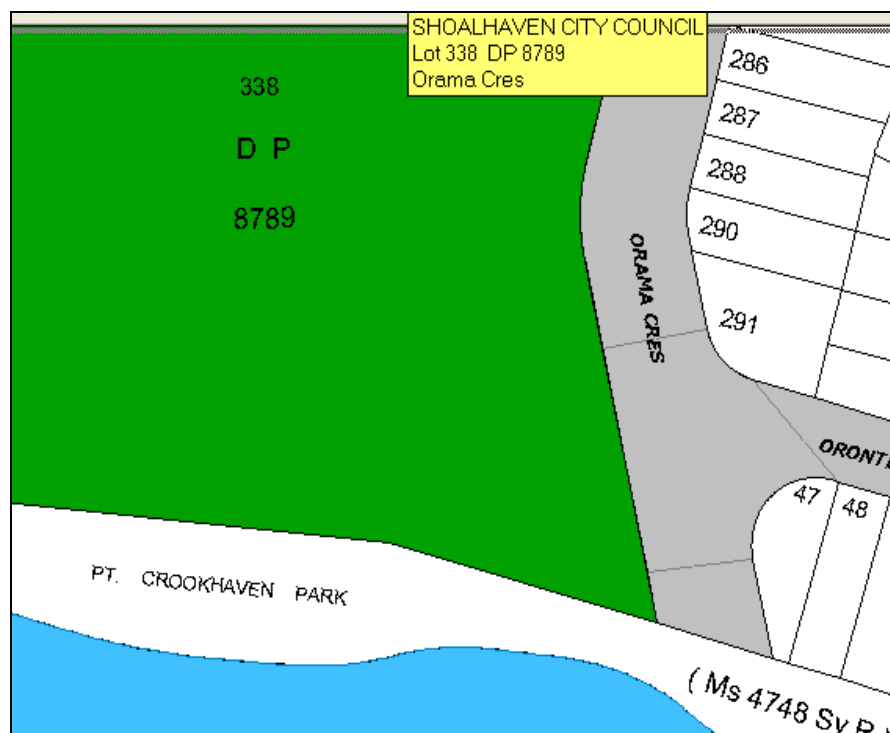 SHOALHAVEN CITY COUNCIL
Lot 338 DP 8789
Orama Cres
338
D P
8789
286
287
288
290
291
ORAMA CRES
47
48
PT. CROOKHAVEN PARK
( Ms 4748 Sy